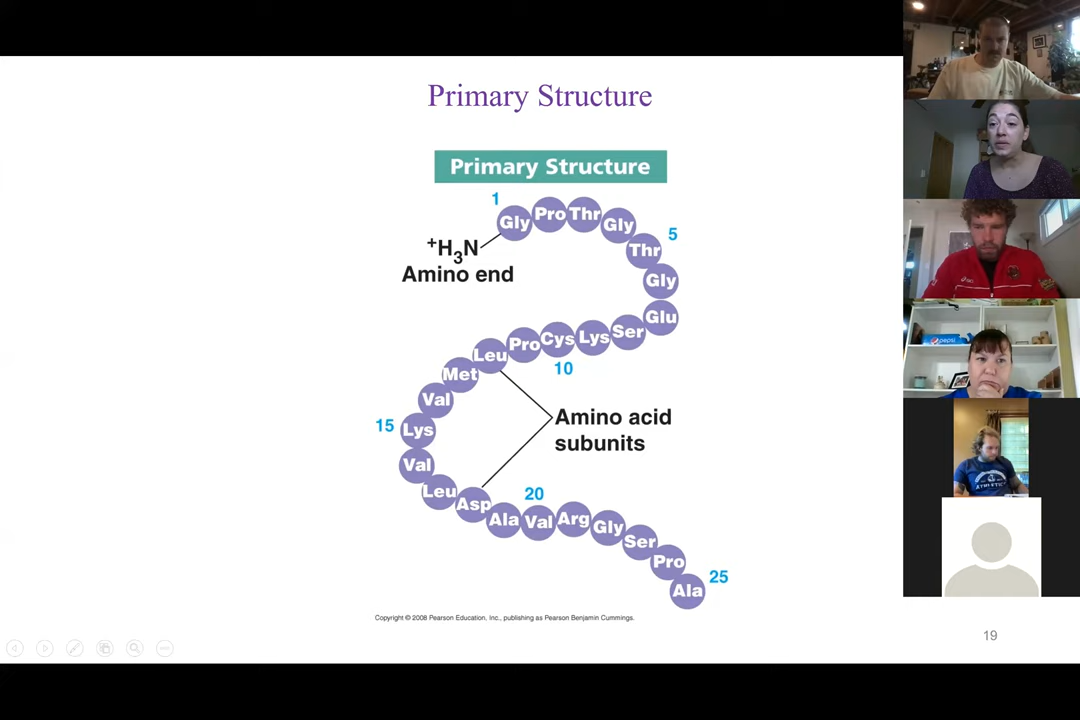 Primary Structure
Primary Structure
1
Gly
Pro
Thr
Gly
5
Thr
Gly
Glu
Ser
Lys
Cys
10
Pro
Leu
Met
Val
15
Lys
Val
Leu
Asp
Ala
20
Val
Arg
Gly
Ser
Pro
25
Ala
+H3N
Amino end
Amino acid
subunits
Copyright © 2008 Pearson Education, Inc., publishing as Pearson Benjamin Cummings.
19
pepsi